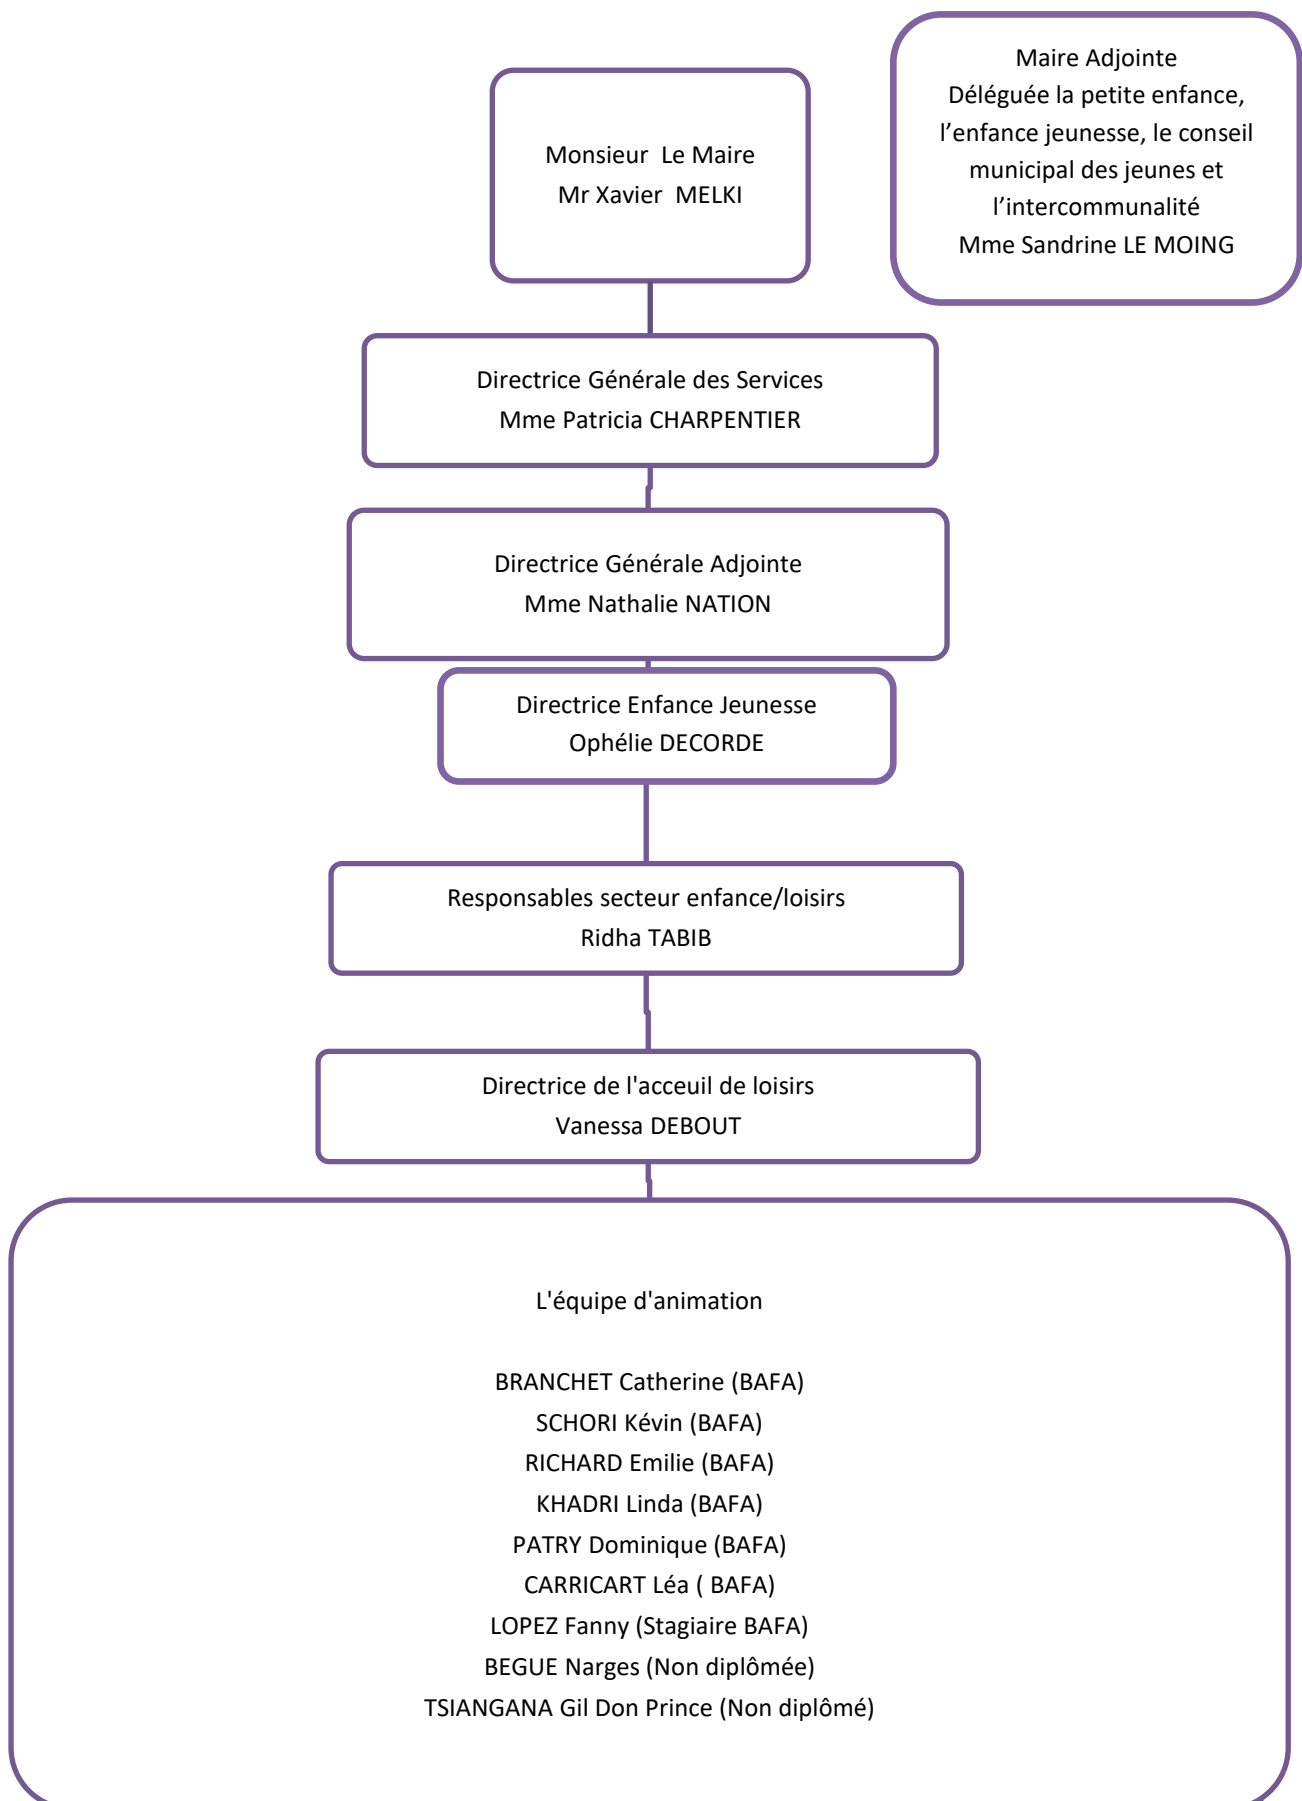 Maire Adjointe
Déléguée la petite enfance,
l’enfance jeunesse, le conseil
municipal des jeunes et
l’intercommunalité
Mme Sandrine LE MOING
Monsieur  Le Maire
Mr Xavier  MELKI
Directrice Générale des Services
Mme Patricia CHARPENTIER
Directrice Générale Adjointe
Mme Nathalie NATION
Directrice Enfance Jeunesse
Ophélie DECORDE
Responsables secteur enfance/loisirs
Ridha TABIB
Directrice de l'acceuil de loisirs
Vanessa DEBOUT
L'équipe d'animation
BRANCHET Catherine (BAFA)
SCHORI Kévin (BAFA)
RICHARD Emilie (BAFA)
KHADRI Linda (BAFA)
PATRY Dominique (BAFA)
CARRICART Léa ( BAFA)
LOPEZ Fanny (Stagiaire BAFA)
BEGUE Narges (Non diplômée)
TSIANGANA Gil Don Prince (Non diplômé)